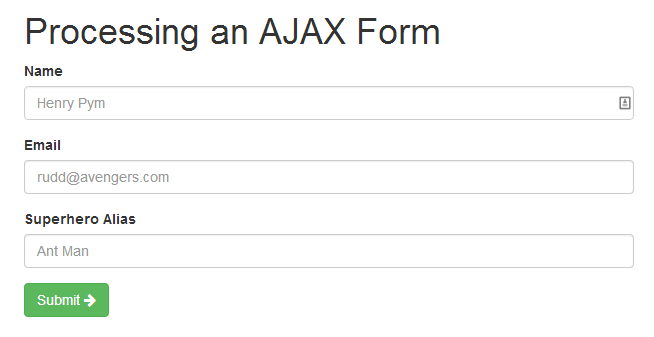 Processing an AJAX Form
Name
Henry Pym
Email
rudd@avengers.com
Superhero Alias
Ant Man
Submit →